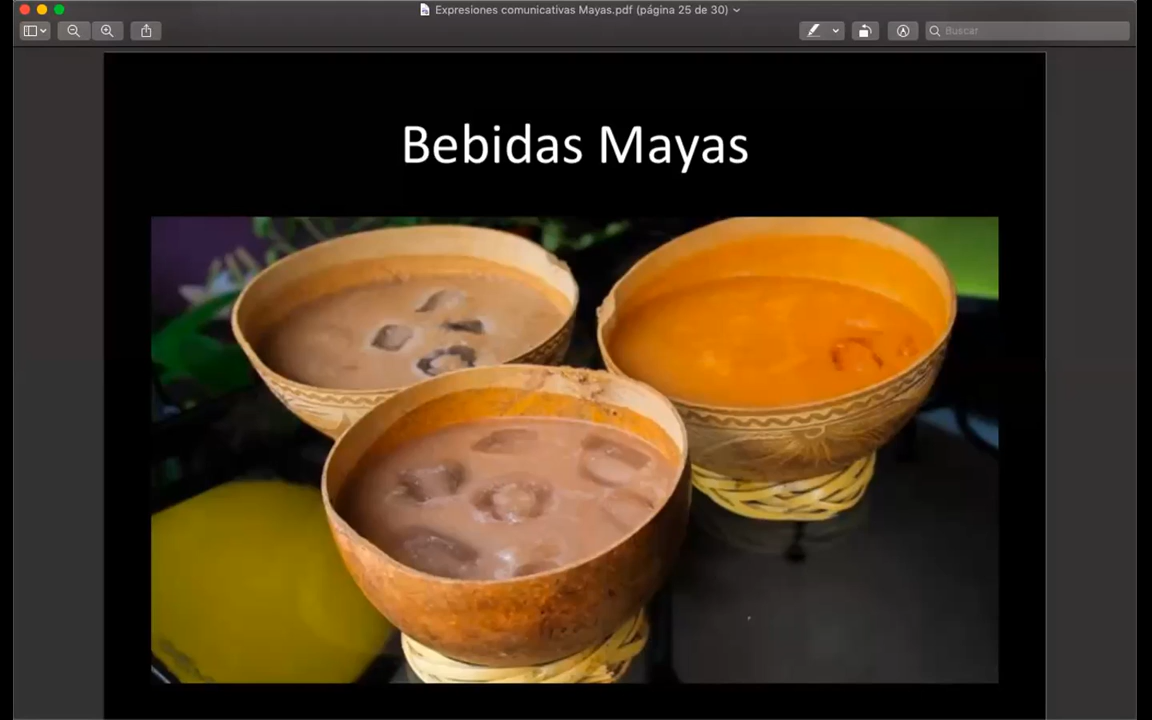 Expresiones comunicativas Mayas.pdf (página 25 de 30)
Buscar
Bebidas Mayas